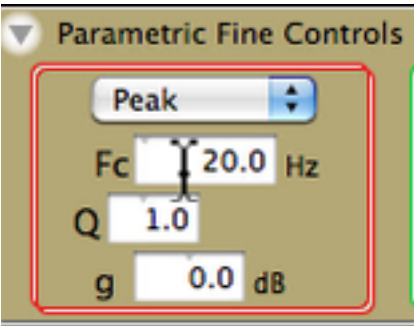 Parametric Fine Controls
Peak
Fc 20.0 Hz
Q 1.0
g 0.0 dB